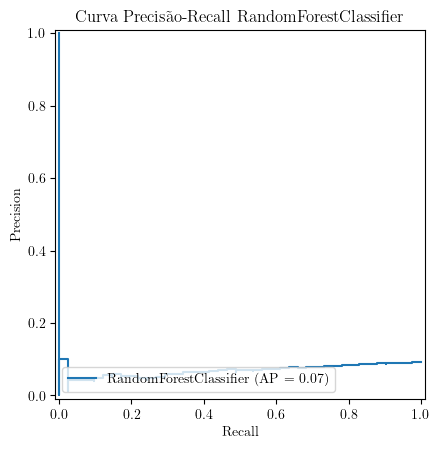 Curva Precisão-Recall RandomForestClassifier
1.0
0.8
0.6
0.4
0.2
0.0
Precision
RandomForestClassifier (AP = 0.07)
0.0 0.2 0.4 0.6 0.8 1.0
Recall